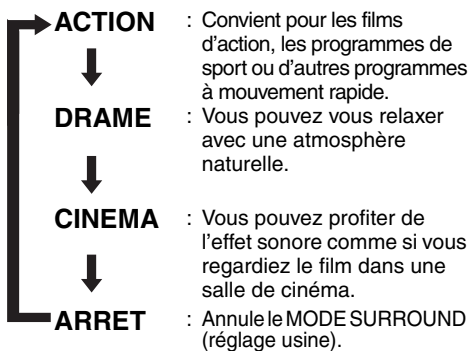 ACTION : Convient pour les films
d'action, les programmes de
sport ou d'autres programmes
à mouvement rapide.
DRAME : Vous pouvez vous relaxer
avec une atmosphère
naturelle.
CINEMA : Vous pouvez profiter de
l'effet sonore comme si vous
regardiez le film dans une
salle de cinéma.
ARRET : Annule le MODE SURROUND
(réglage usine).